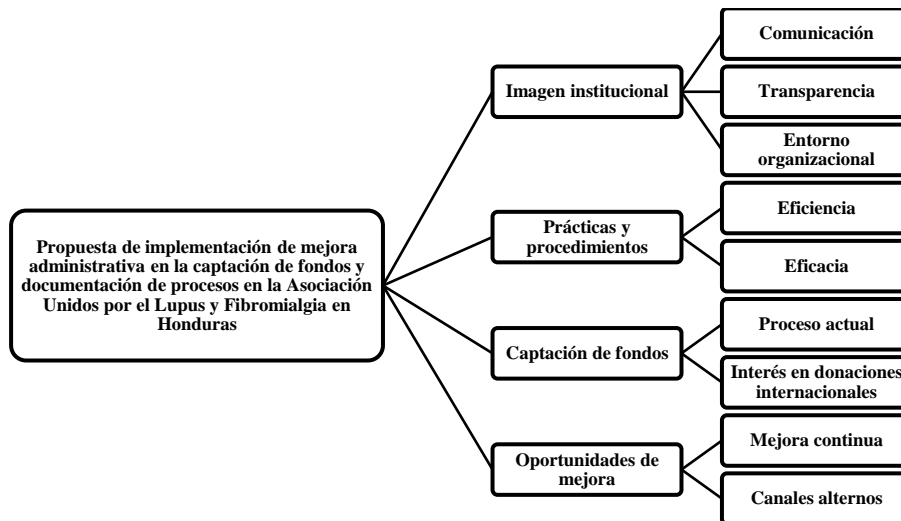 Propuesta de implementación de mejora
administrativa en la captación de fondos y
documentación de procesos en la Asociación
Unidos por el Lupus y Fibromialgia en
Honduras
Imagen institucional
Comunicación
Transparencia
Entorno
organizacional
Prácticas y
procedimientos
Eficiencia
Eficacia
Captación de fondos
Proceso actual
Interés en donaciones
internacionales
Oportunidades de
mejora
Mejora continua
Canales alternos